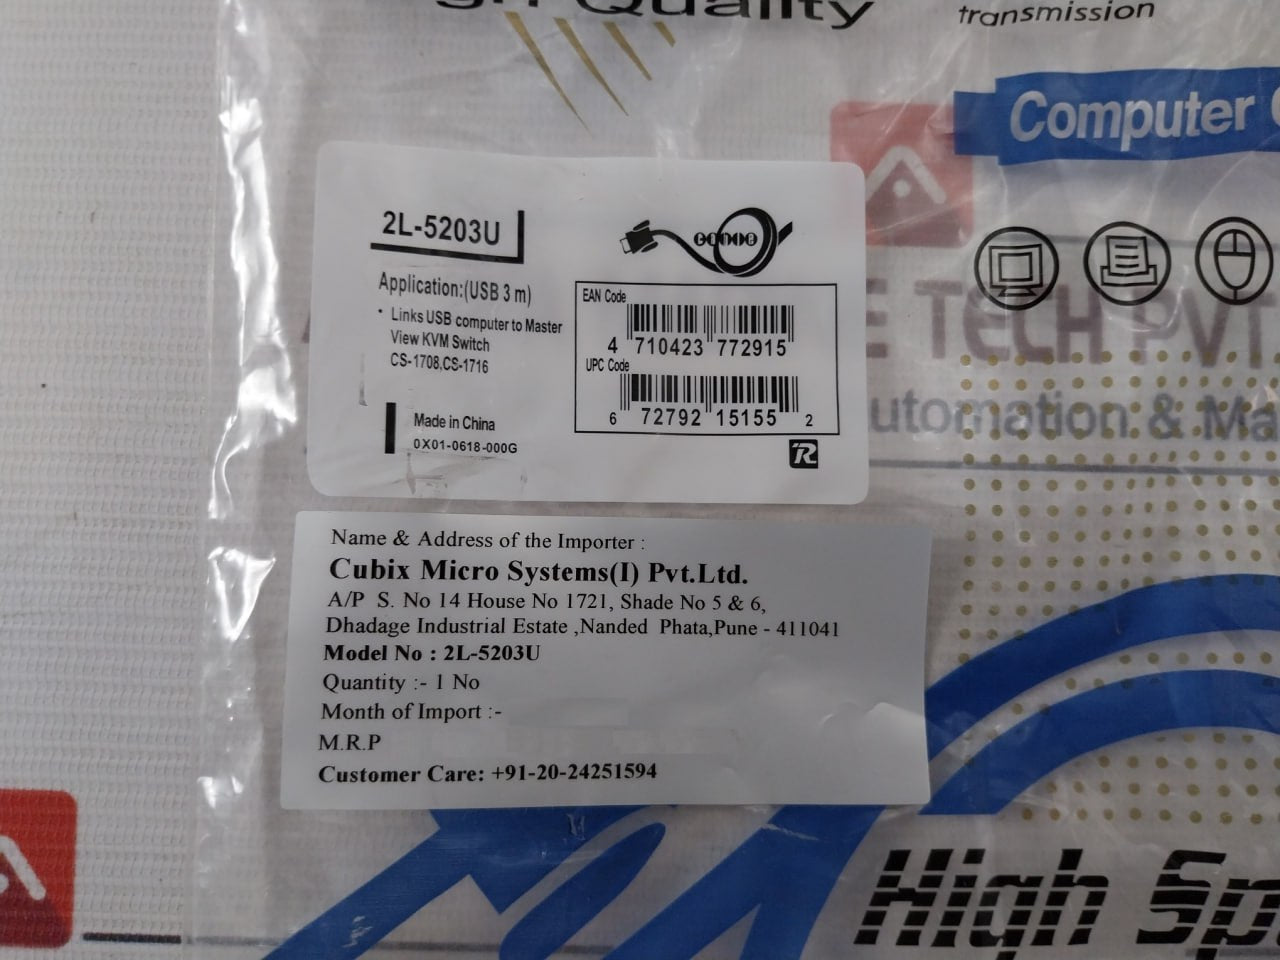 gh Quality
transmission
Computer
2L-5203U
Application:(USB 3 m)
• Links USB computer to Master
View KVM Switch
CS-1708,CS-1716
Made in China
0X01-0618-000G
EAN Code
4 710423 772915
UPC Code
6 72792 15155 2
R
E TECH PVT
utomation & Ma
Name & Address of the Importer :
Cubix Micro Systems(I) Pvt.Ltd.
A/P S. No 14 House No 1721, Shade No 5 & 6,
Dhadage Industrial Estate ,Nanded Phata,Pune - 411041
Model No : 2L-5203U
Quantity :- 1 No
Month of Import :-
M.R.P
Customer Care: +91-20-24251594
High Sp